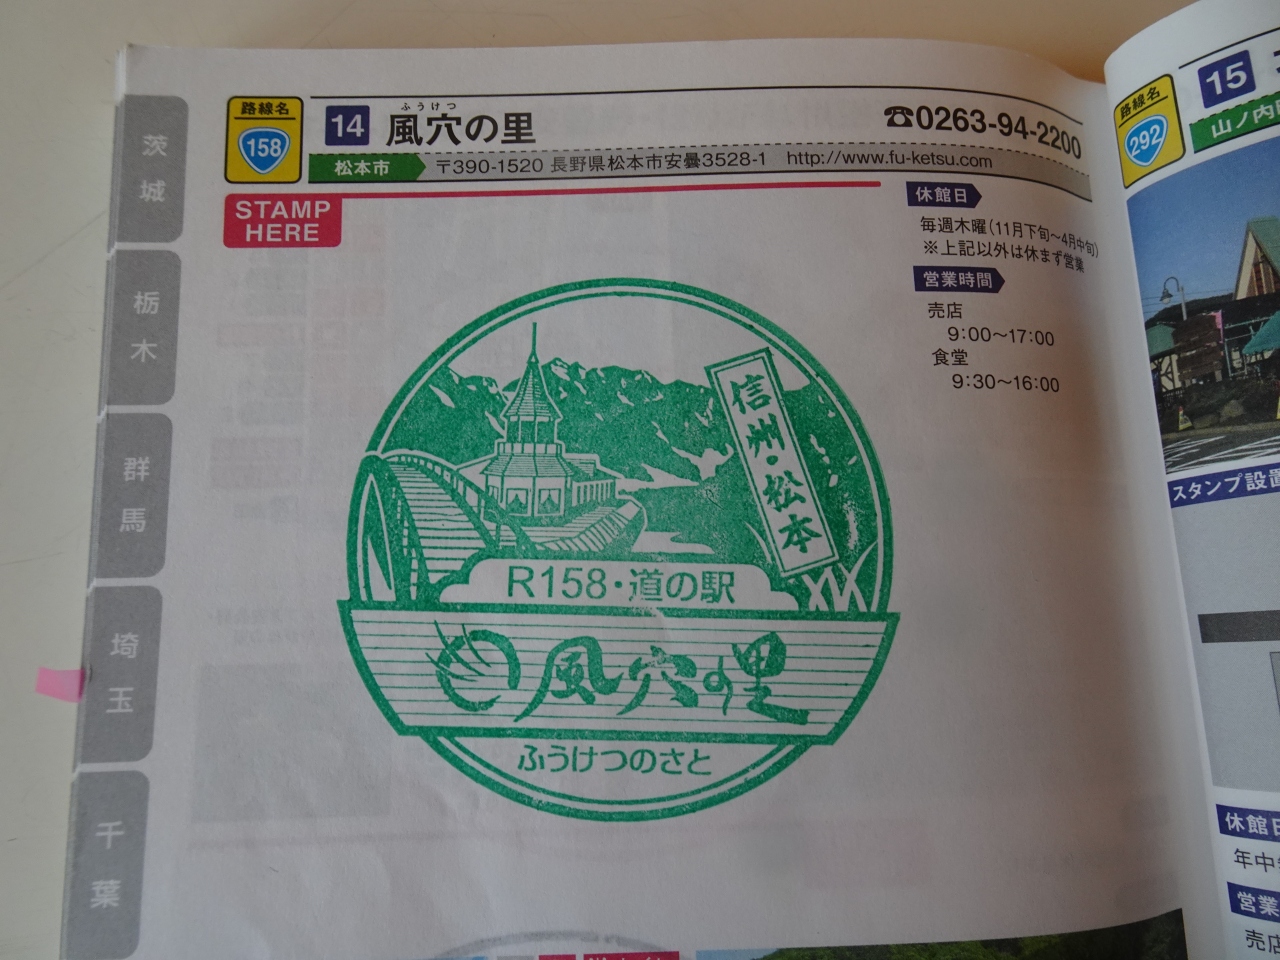 路線名
158
14 風穴の里
ふうけつ
☎0263-94-2200
松本市
〒390-1520 長野県松本市安曇3528-1 http://www.fu-ketsu.com
STAMP
HERE
休館日
毎週木曜(11月下旬〜4月中旬)
※上記以外は休まず営業
営業時間
売店
9:00〜17:00
食堂
9:30〜16:00
信州・松本
R158・道の駅
風穴の里
ふうけつのさと
茨城
栃木
群馬
埼玉
千葉
路線名
292
15
山ノ内
スタンプ設置
休館日
年中
営業
売店